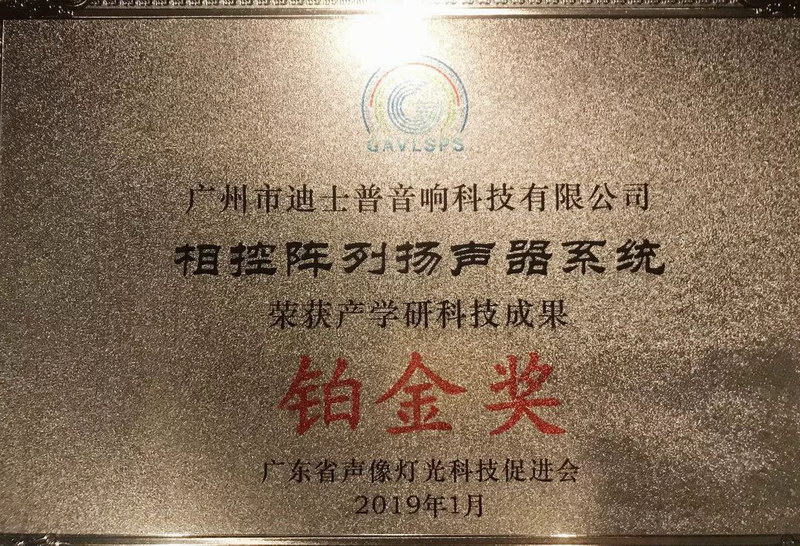 GAVLSPS
广州市迪士普音响科技有限公司
相控阵列扬声器系统
荣获产学研科技成果
铂金奖
广东省声像灯光科技促进会
2019年1月